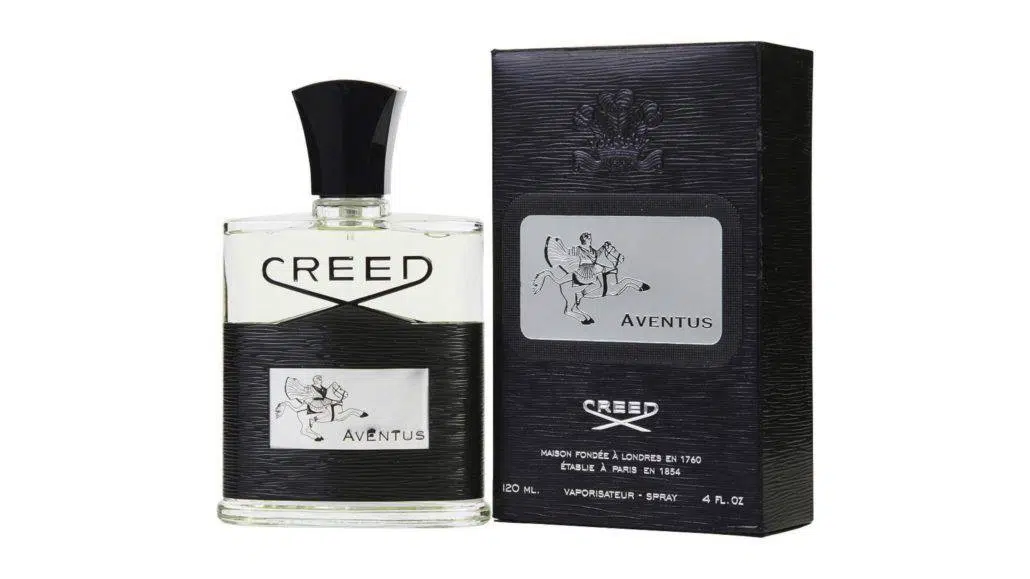 CREED
AVENTUS
AVENTUS
CREED
MAISON FONDÉE À LONDRES EN 1760
ÉTABLIE À PARIS EN 1854
120 ML. VAPORISATEUR - SPRAY 4 FL. OZ